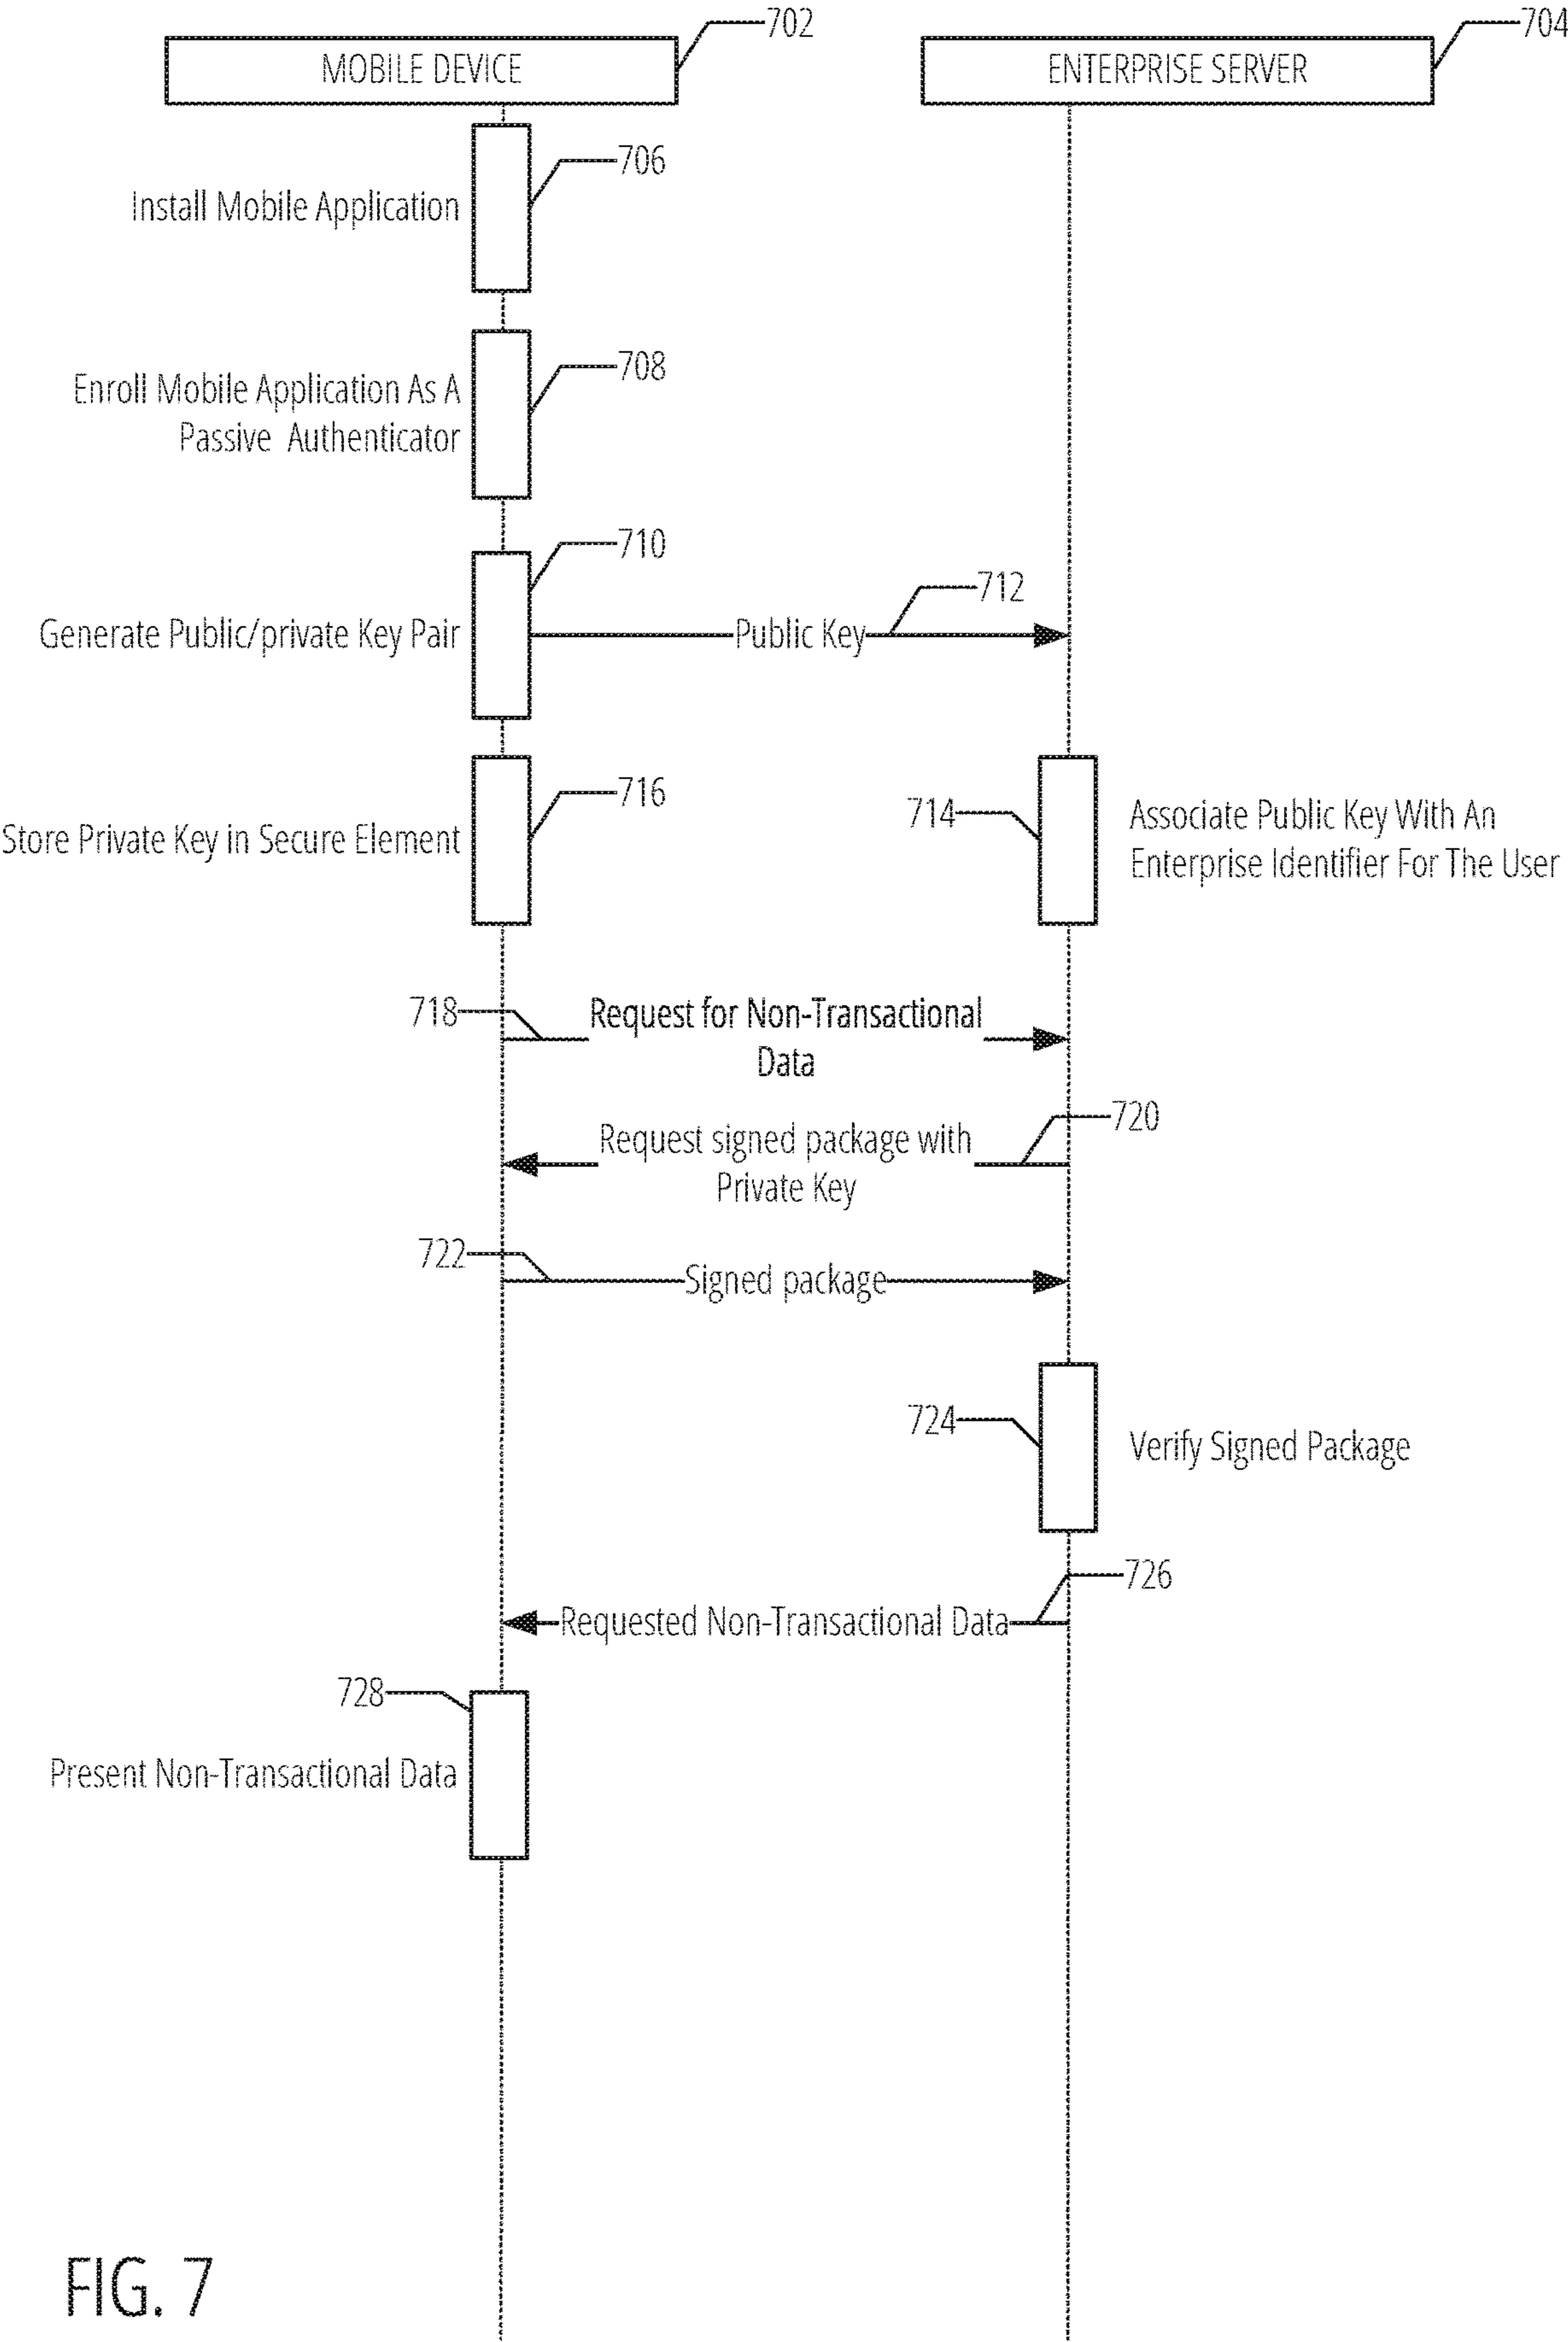 702
704
MOBILE DEVICE
ENTERPRISE SERVER
706
Install Mobile Application
708
Enroll Mobile Application As A
Passive Authenticator
710
712
Generate Public/private Key Pair
Public Key
716
714
Store Private Key in Secure Element
Associate Public Key With An
Enterprise Identifier For The User
718
Request for Non-Transactional
Data
720
Request signed package with
Private Key
722
Signed package
724
Verify Signed Package
726
Requested Non-Transactional Data
728
Present Non-Transactional Data
FIG. 7